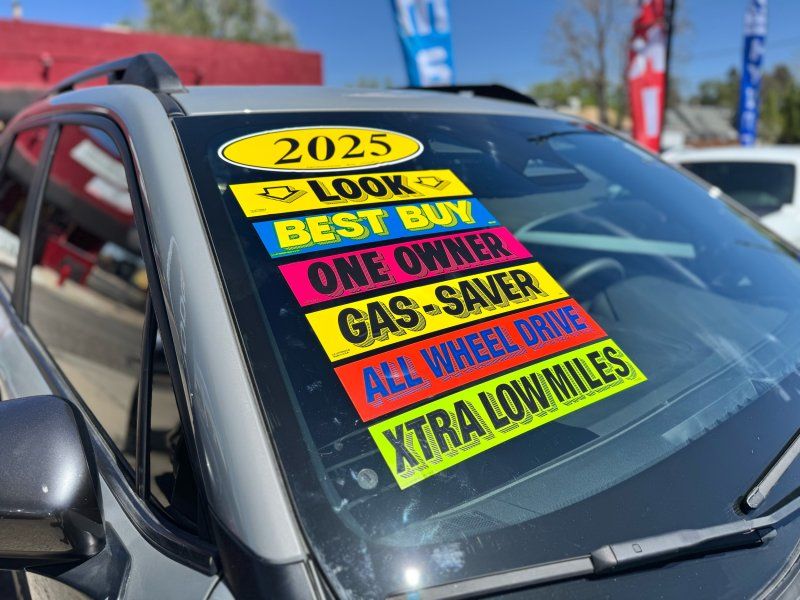 2025
LOOK
BEST BUY
ONE OWNER
GAS-SAVER
ALL WHEEL DRIVE
XTRA LOW MILES